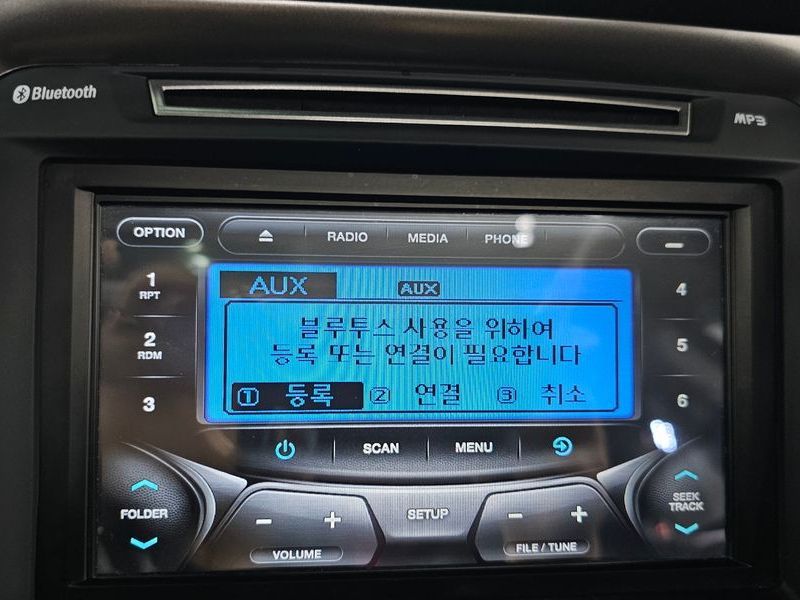 Bluetooth
MP3
OPTION
RADIO MEDIA PHONE
1 RPT
2 RDM
3
4
5
6
AUX AUX
블루투스 사용을 위하여
등록 또는 연결이 필요합니다
① 등록 ② 연결 ③ 취소
SCAN MENU
FOLDER
SETUP
SEEK
TRACK
VOLUME
FILE / TUNE